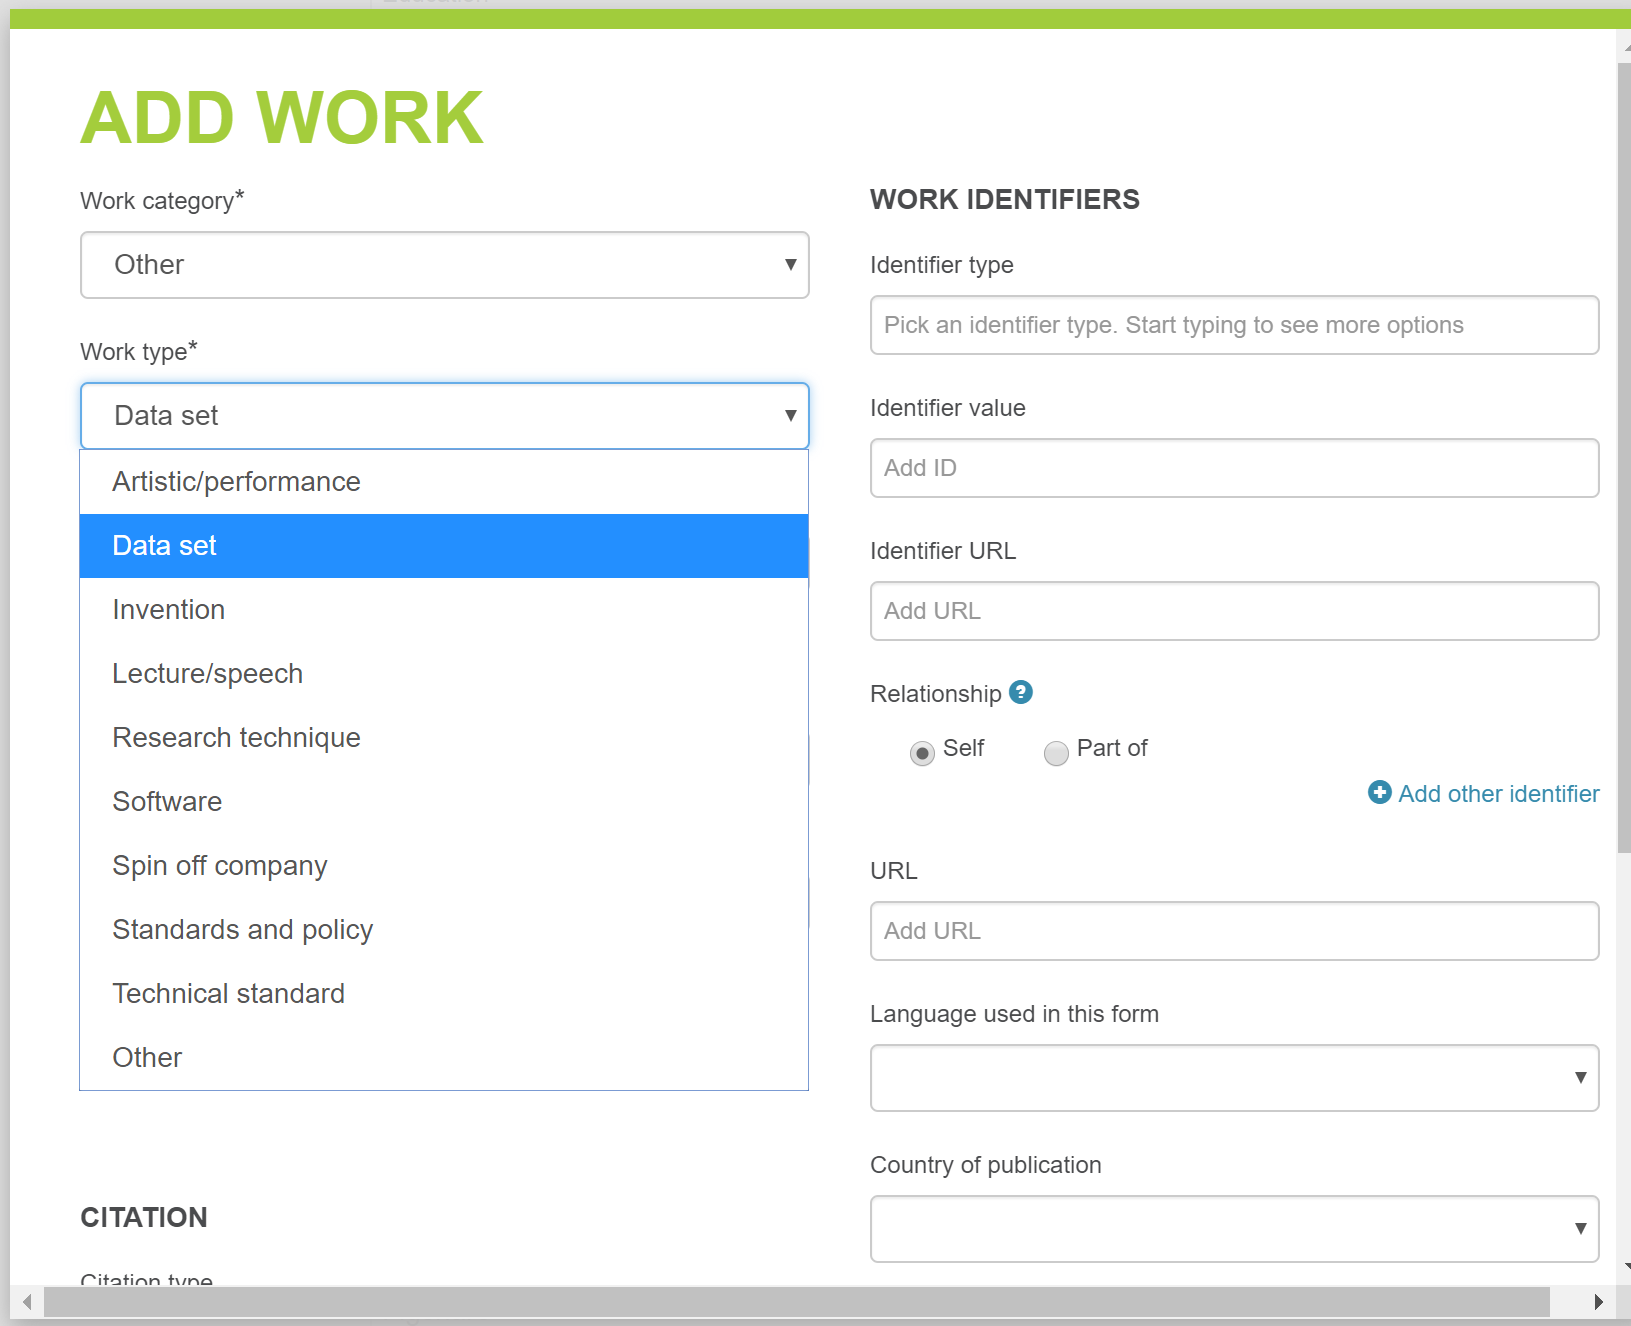 ADD WORK
Work category*
Other
Work type*
Data set
Artistic/performance
Data set
Invention
Lecture/speech
Research technique
Software
Spin off company
Standards and policy
Technical standard
Other
CITATION
Citation type
WORK IDENTIFIERS
Identifier type
Pick an identifier type. Start typing to see more options
Identifier value
Add ID
Identifier URL
Add URL
Relationship ?
Self Part of
Add other identifier
URL
Add URL
Language used in this form
Country of publication